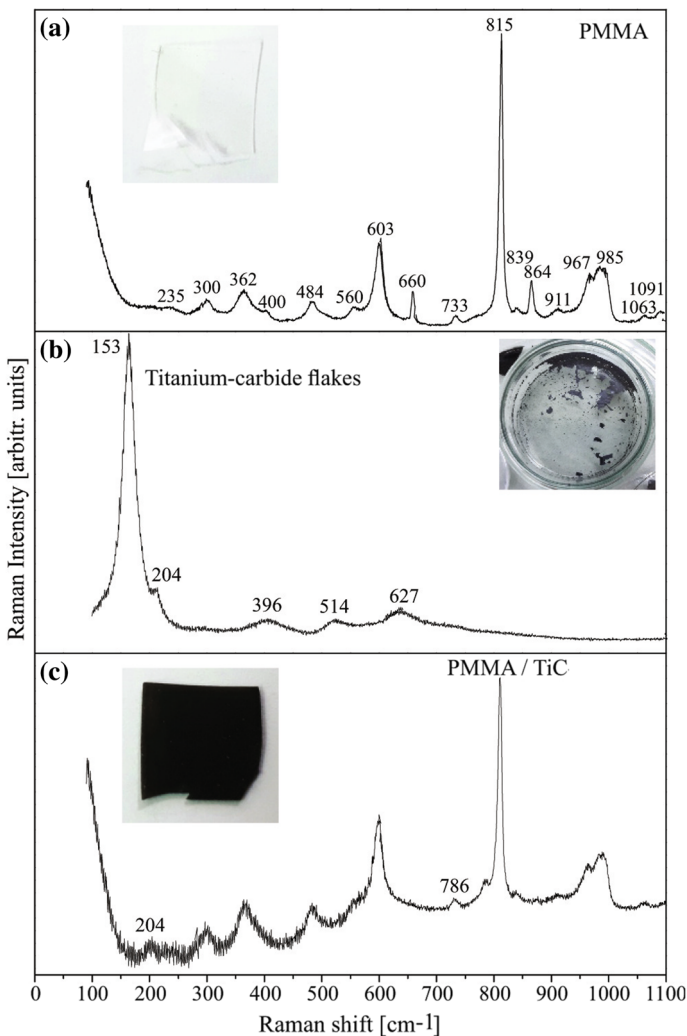 (a)
PMMA
815
603
235
300
362
400
484
560
660
733
839
864
911
967
985
1091
1063
(b)
153
Titanium-carbide flakes
204
396
514
627
(c)
PMMA / TiC
204
786
Raman Intensity [arbitr. units]
0 100 200 300 400 500 600 700 800 900 1000 1100
Raman shift [cm-1]